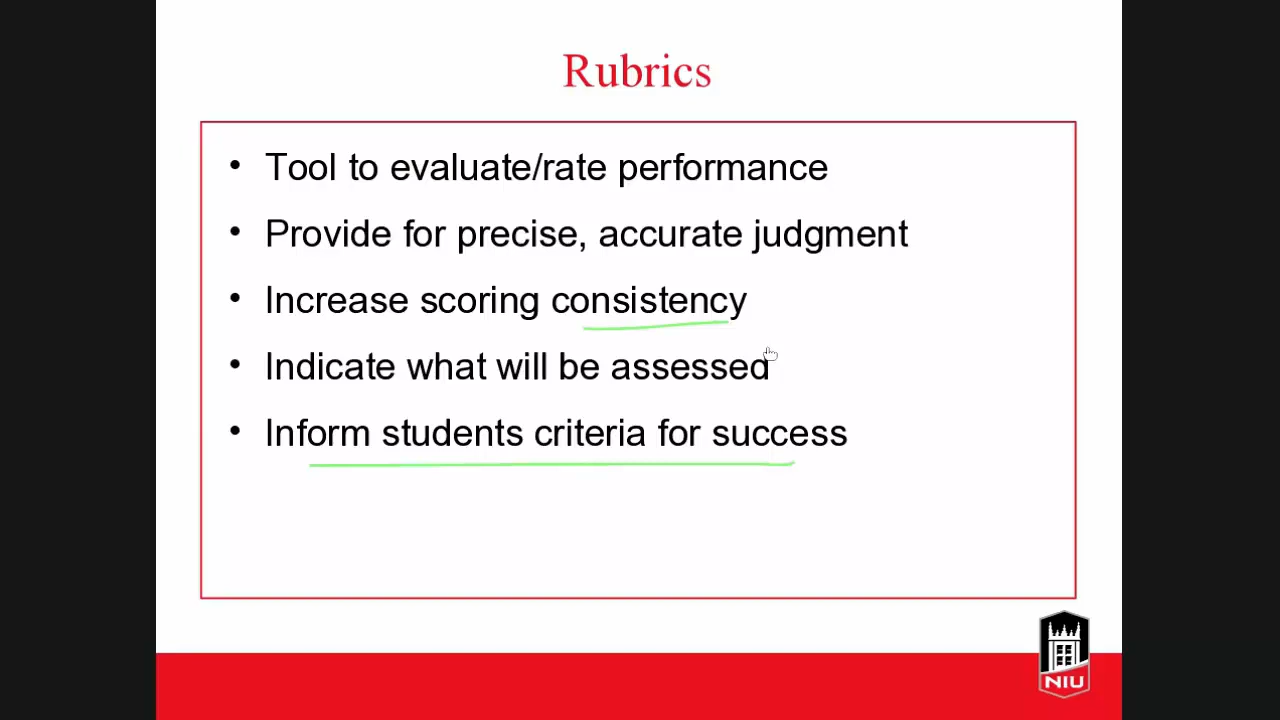 Rubrics
• Tool to evaluate/rate performance
• Provide for precise, accurate judgment
• Increase scoring consistency
• Indicate what will be assessed
• Inform students criteria for success
NIU